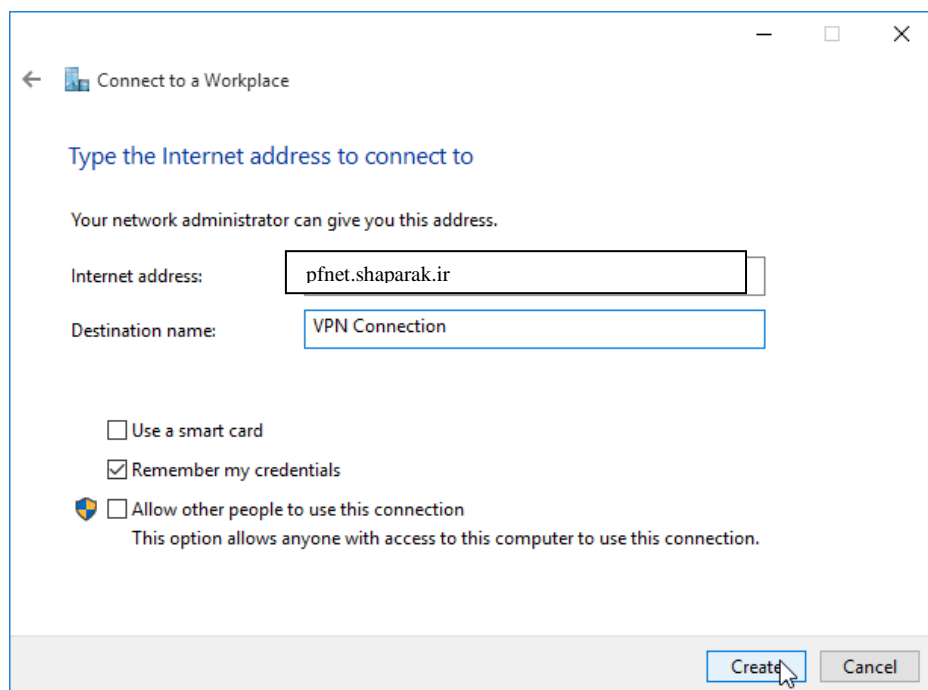 Connect to a Workplace
Type the Internet address to connect to
Your network administrator can give you this address.
Internet address: pfnet.shaparak.ir
Destination name: VPN Connection
Use a smart card
Remember my credentials
Allow other people to use this connection
This option allows anyone with access to this computer to use this connection.
Create Cancel